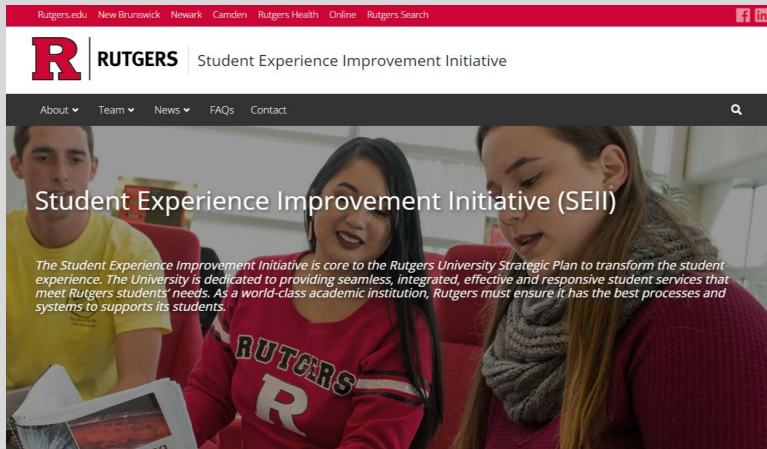 Rutgers.edu New Brunswick Newark Camden Rutgers Health Online Rutgers Search
R RUTGERS Student Experience Improvement Initiative
About Team News FAQs Contact
Student Experience Improvement Initiative (SEII)
The Student Experience Improvement Initiative is core to the Rutgers University Strategic Plan to transform the student
experience. The University is dedicated to providing seamless, integrated, effective and responsive student services that
meet Rutgers students' needs. As a world-class academic institution, Rutgers must ensure it has the best processes and
systems to supports its students.
RUTGERS
R